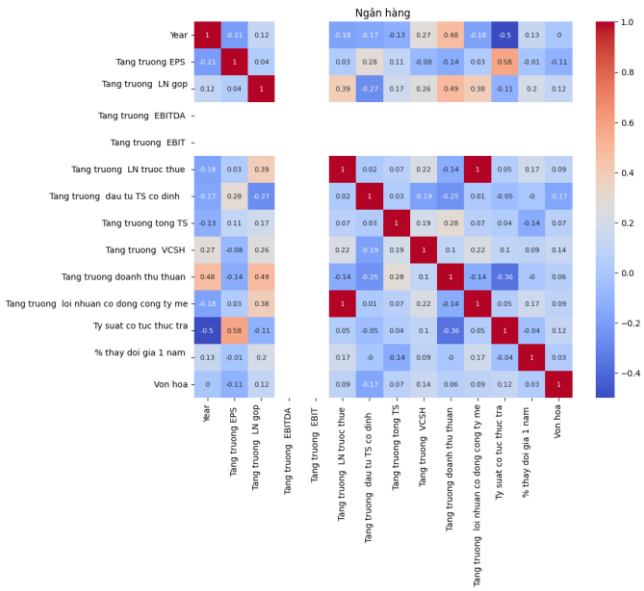 Ngân hàng
Year 1 -0.21 0.12 -0.18 -0.17 -0.13 0.27 0.48 -0.18 -0.5 0.13 0
Tang truong EPS -0.21 1 0.04 0.03 0.28 0.11 -0.08 -0.14 0.03 0.58 -0.01 -0.11
Tang truong LN gop 0.12 0.04 1 0.39 -0.27 0.17 0.26 0.49 0.38 -0.11 0.2 0.12
Tang truong EBITDA
Tang truong EBIT
Tang truong LN truoc thue -0.18 0.03 0.39 1 0.02 0.07 0.22 -0.14 1 0.05 0.17 0.09
Tang truong dau tu TS co dinh -0.17 0.28 -0.27 0.02 1 0.03 -0.19 -0.25 0.01 -0.05 -0 -0.17
Tang truong tong TS -0.13 0.11 0.17 0.07 0.03 1 0.19 0.28 0.07 0.04 -0.14 0.07
Tang truong VCSH 0.27 -0.08 0.26 0.22 -0.19 0.19 1 0.1 0.22 0.1 0.09 0.14
Tang truong doanh thu thuan 0.48 -0.14 0.49 -0.14 -0.25 0.28 0.1 1 -0.14 -0.36 -0 0.06
Tang truong loi nhuan co dong cong ty me -0.18 0.03 0.38 1 0.01 0.07 0.22 -0.14 1 0.05 0.17 0.09
Ty suat co tuc thuc tra -0.5 0.58 -0.11 0.05 -0.05 0.04 0.1 -0.36 0.05 1 -0.04 0.12
% thay doi gia 1 nam 0.13 -0.01 0.2 0.17 -0 -0.14 0.09 -0 0.17 -0.04 1 0.03
Von hoa 0 -0.11 0.12 0.09 -0.17 0.07 0.14 0.06 0.09 0.12 0.03 1
Year
Tang truong EPS
Tang truong LN gop
Tang truong EBITDA
Tang truong EBIT
Tang truong LN truoc thue
Tang truong dau tu TS co dinh
Tang truong tong TS
Tang truong VCSH
Tang truong doanh thu thuan
Tang truong loi nhuan co dong cong ty me
Ty suat co tuc thuc tra
% thay doi gia 1 nam
Von hoa
1.0
0.8
0.6
0.4
0.2
0.0
-0.2
-0.4